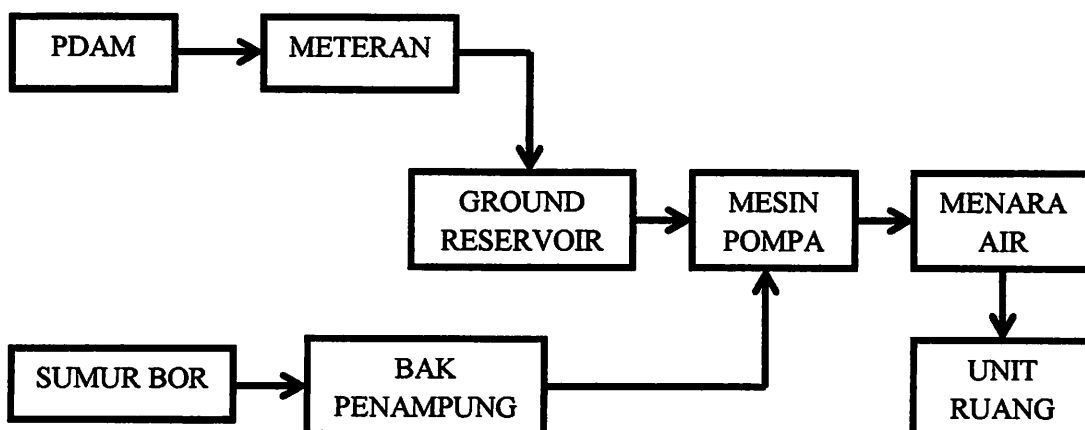 PDAM
METERAN
GROUND
RESERVOIR
MESIN
POMPA
MENARA
AIR
SUMUR BOR
BAK
PENAMPUNG
UNIT
RUANG